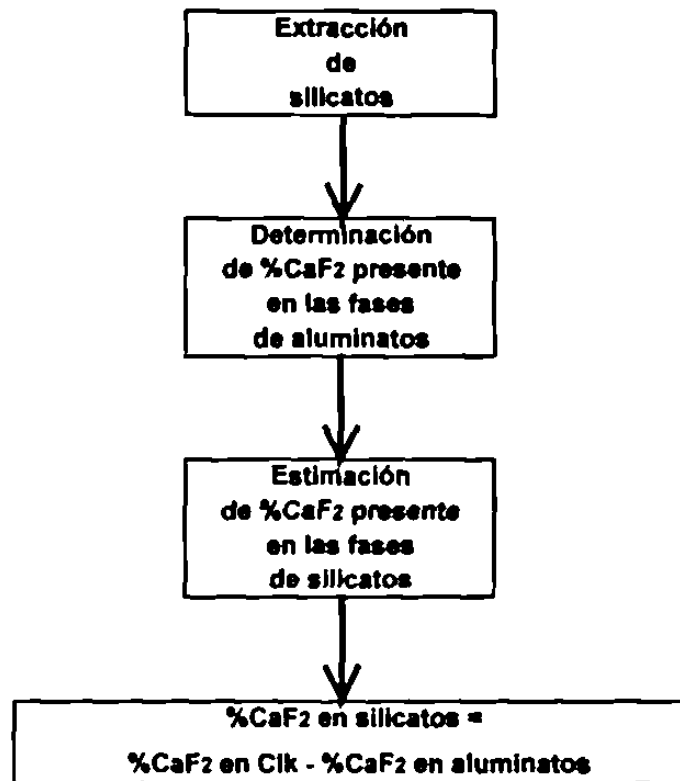 Extracción
de
silicatos
Determinación
de %CaF2 presente
en las fases
de aluminatos
Estimación
de %CaF2 presente
en las fases
de silicatos
%CaF2 en silicatos =
%CaF2 en Clk - %CaF2 en aluminatos